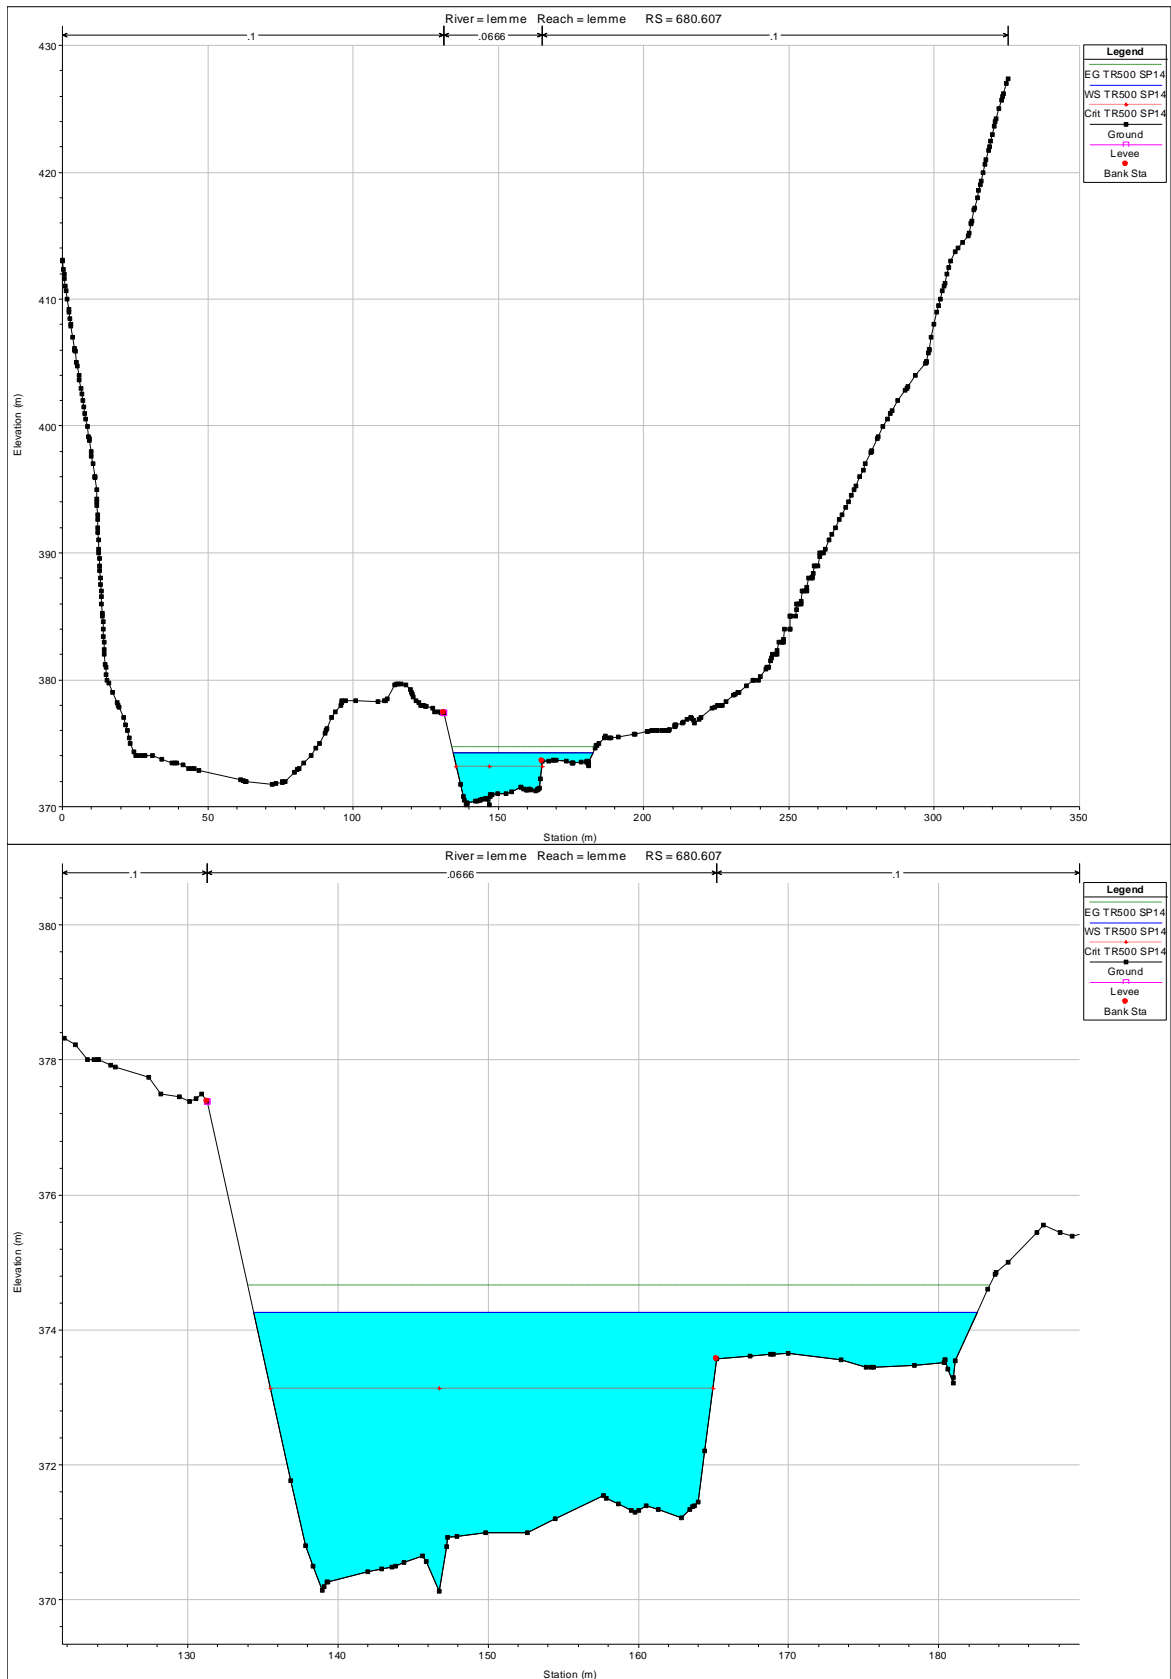 River = lemme Reach = lemme RS = 680.607
.1 .0666 .1
Legend
EG TR500 SP14
WS TR500 SP14
Crit TR500 SP14
Ground
Levee
Bank Sta
430
420
410
400
390
380
370
Elevation (m)
0 50 100 150 200 250 300 350
Station (m)
River = lemme Reach = lemme RS = 680.607
.1 .0666 .1
Legend
EG TR500 SP14
WS TR500 SP14
Crit TR500 SP14
Ground
Levee
Bank Sta
380
378
376
374
372
370
Elevation (m)
130 140 150 160 170 180
Station (m)